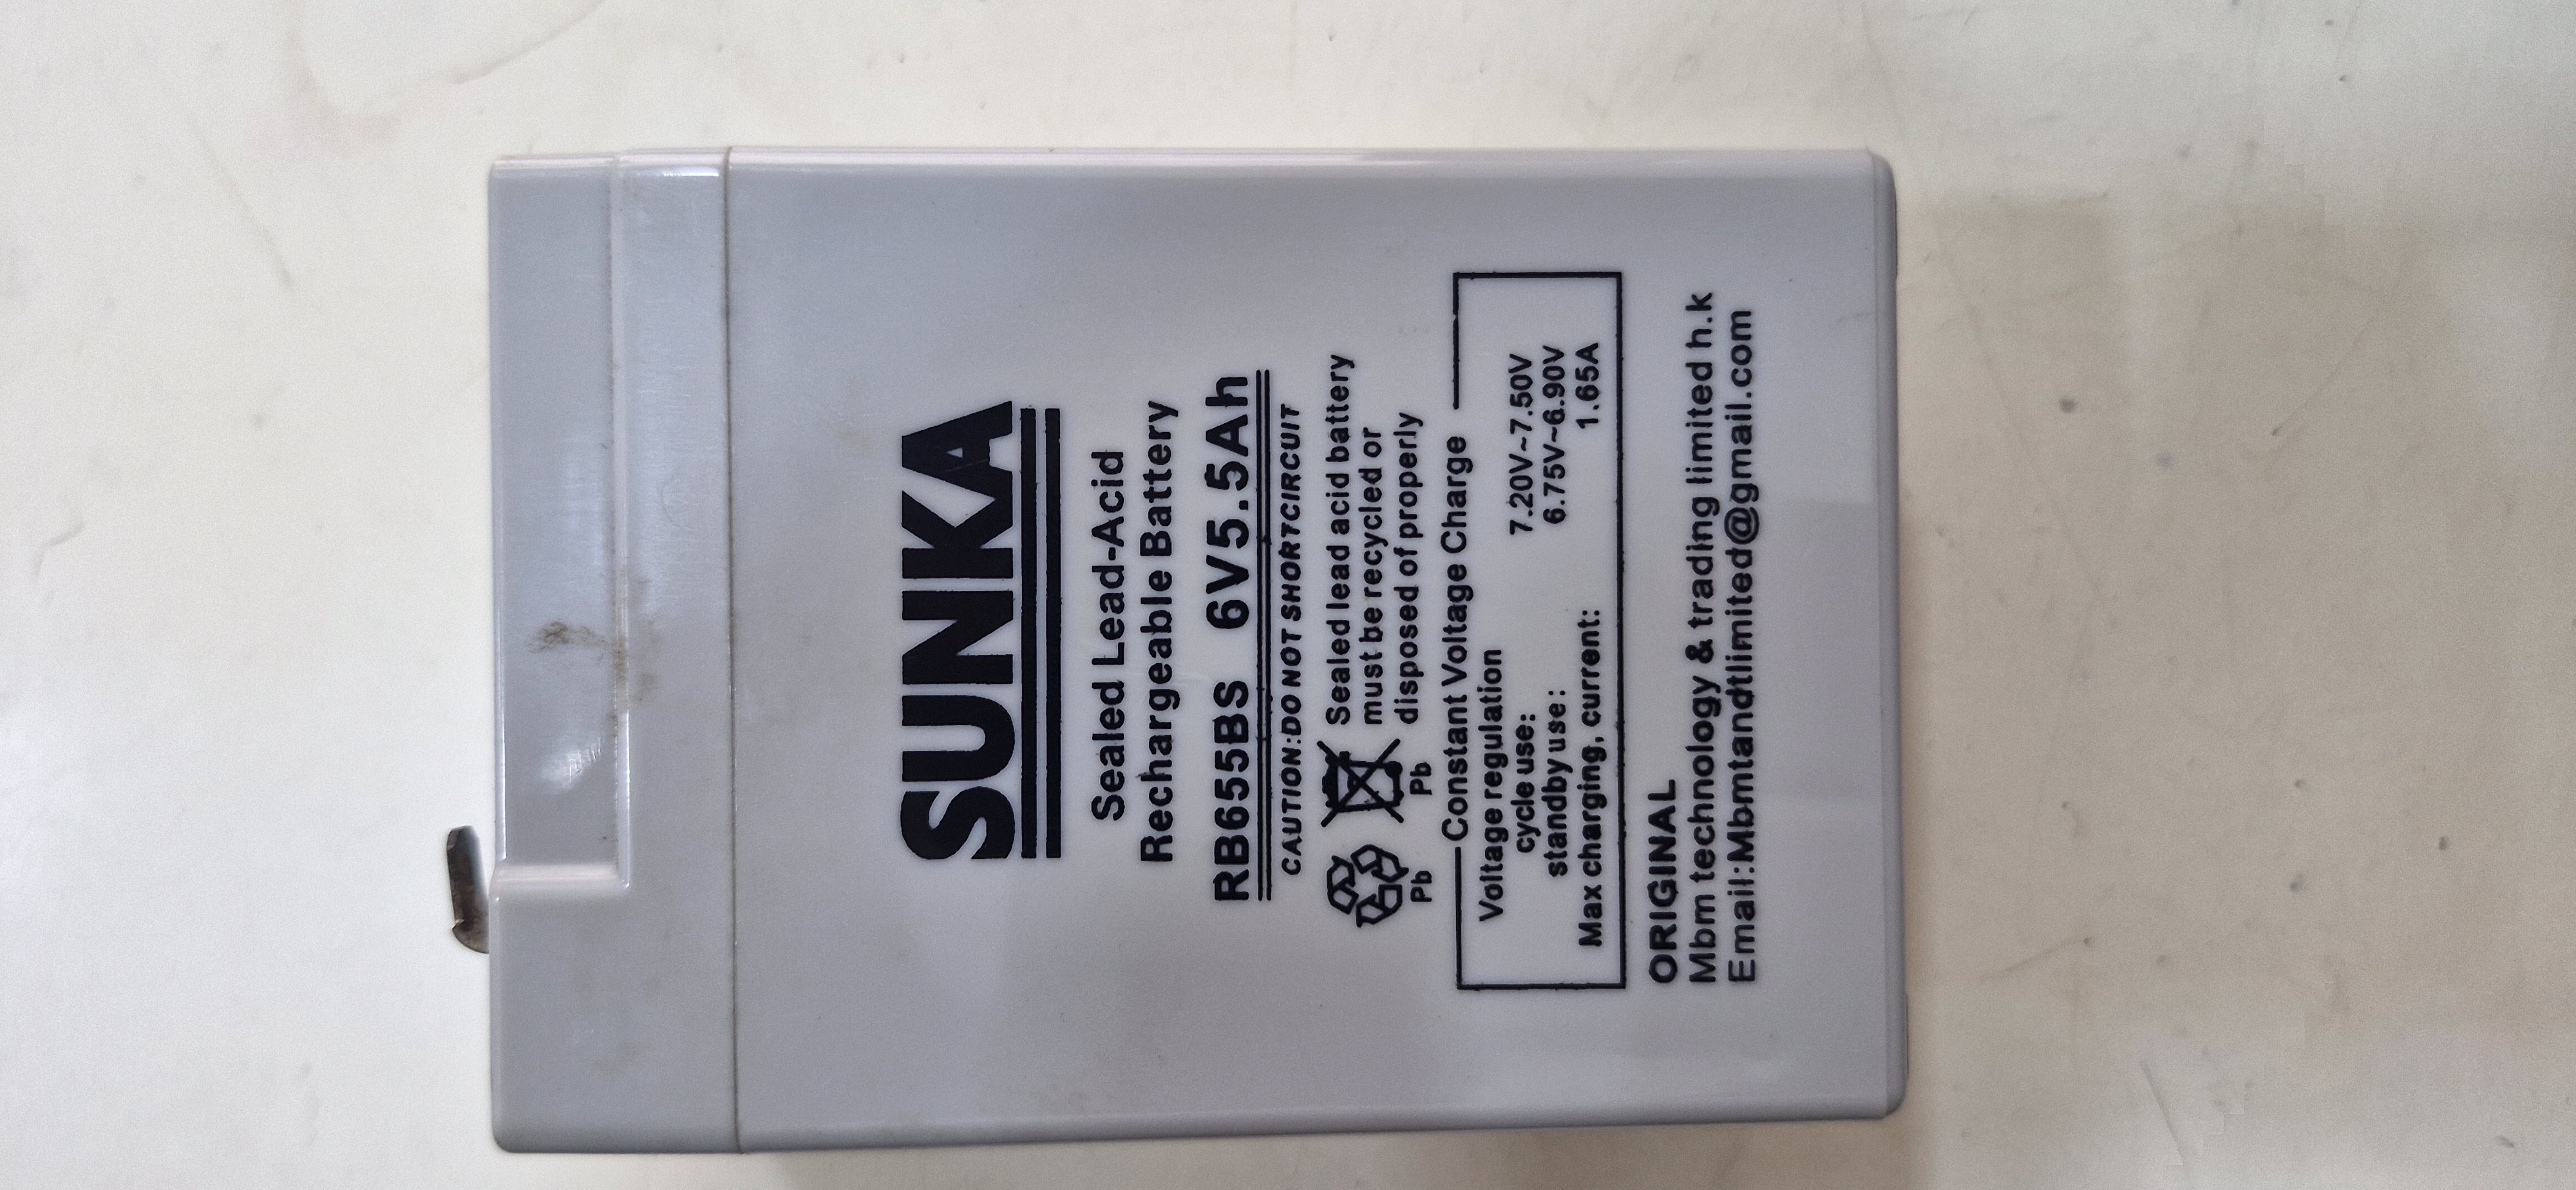 SUNKA
Sealed Lead-Acid
Rechargeable Battery
RB655BS 6V5.5Ah
CAUTION:DO NOT SHORTCIRCUIT
Sealed lead acid battery
must be recycled or
disposed of properly
Pb Pb
Constant Voltage Charge
Voltage regulation
cycle use: 7.20V~7.50V
standby use: 6.75V~6.90V
Max charging, current: 1.65A
ORIGINAL
Mbm technology & trading limited h.k
Email:Mbmtandtlimited@gmail.com